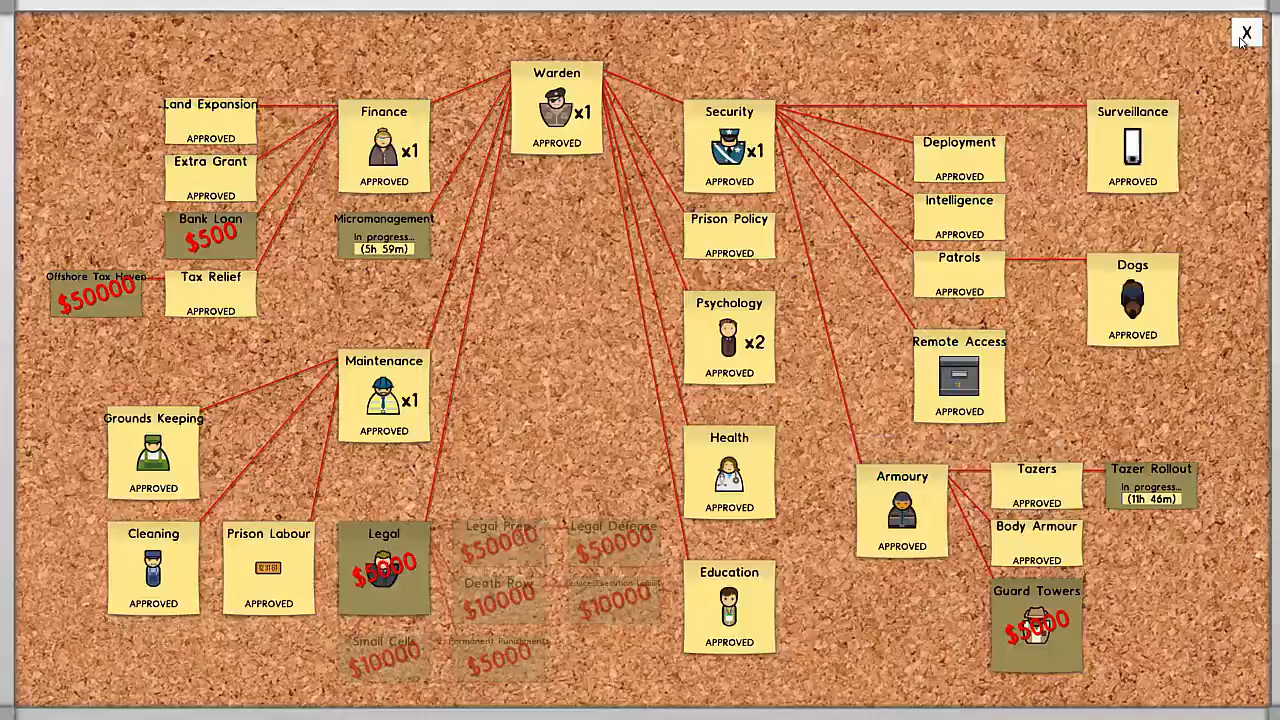 X
Warden
x1
APPROVED
Land Expansion
APPROVED
Extra Grant
APPROVED
Bank Loan
$500
Offshore Tax Haven
$50000
Tax Relief
APPROVED
Finance
x1
APPROVED
Micromanagement
In progress...
(5h 59m)
Maintenance
x1
APPROVED
Grounds Keeping
APPROVED
Cleaning
APPROVED
Prison Labour
APPROVED
Legal
$5000
Legal Prep
$50000
Legal Defense
$50000
Death Row
$10000
Reduce Execution Liability
$10000
Small Cells
$10000
Permanent Punishments
$5000
Security
x1
APPROVED
Prison Policy
APPROVED
Psychology
x2
APPROVED
Health
APPROVED
Education
APPROVED
Deployment
APPROVED
Intelligence
APPROVED
Patrols
APPROVED
Remote Access
APPROVED
Surveillance
APPROVED
Dogs
APPROVED
Armoury
APPROVED
Tazers
APPROVED
Tazer Rollout
In progress...
(11h 46m)
Body Armour
APPROVED
Guard Towers
$5000